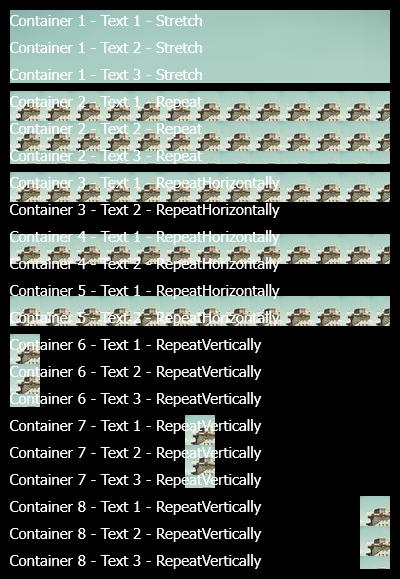 Container 1 - Text 1 - Stretch
Container 1 - Text 2 - Stretch
Container 1 - Text 3 - Stretch
Container 2 - Text 1 - Repeat
Container 2 - Text 2 - Repeat
Container 2 - Text 3 - Repeat
Container 3 - Text 1 - RepeatHorizontally
Container 3 - Text 2 - RepeatHorizontally
Container 4 - Text 1 - RepeatHorizontally
Container 4 - Text 2 - RepeatHorizontally
Container 5 - Text 1 - RepeatHorizontally
Container 5 - Text 2 - RepeatHorizontally
Container 6 - Text 1 - RepeatVertically
Container 6 - Text 2 - RepeatVertically
Container 6 - Text 3 - RepeatVertically
Container 7 - Text 1 - RepeatVertically
Container 7 - Text 2 - RepeatVertically
Container 7 - Text 3 - RepeatVertically
Container 8 - Text 1 - RepeatVertically
Container 8 - Text 2 - RepeatVertically
Container 8 - Text 3 - RepeatVertically